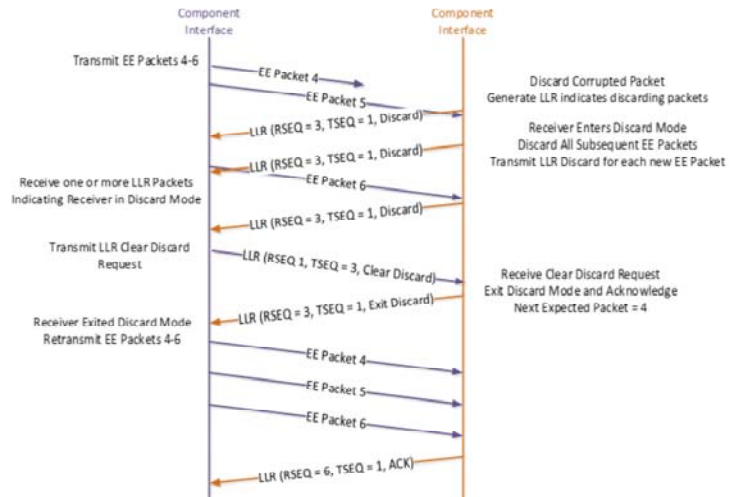 Component
Interface
Component
Interface
Transmit EE Packets 4-6
EE Packet 4
EE Packet 5
Discard Corrupted Packet
Generate LLR indicates discarding packets
LLR (RSEQ = 3, TSEQ = 1, Discard)
Receiver Enters Discard Mode
Discard All Subsequent EE Packets
Transmit LLR Discard for each new EE Packet
LLR (RSEQ = 3, TSEQ = 1, Discard)
EE Packet 6
Receive one or more LLR Packets
Indicating Receiver in Discard Mode
LLR (RSEQ = 3, TSEQ = 1, Discard)
Transmit LLR Clear Discard
Request
LLR (RSEQ 1, TSEQ = 3, Clear Discard)
Receive Clear Discard Request
Exit Discard Mode and Acknowledge
Next Expected Packet = 4
LLR (RSEQ = 3, TSEQ = 1, Exit Discard)
Receiver Exited Discard Mode
Retransmit EE Packets 4-6
EE Packet 4
EE Packet 5
EE Packet 6
LLR (RSEQ = 6, TSEQ = 1, ACK)